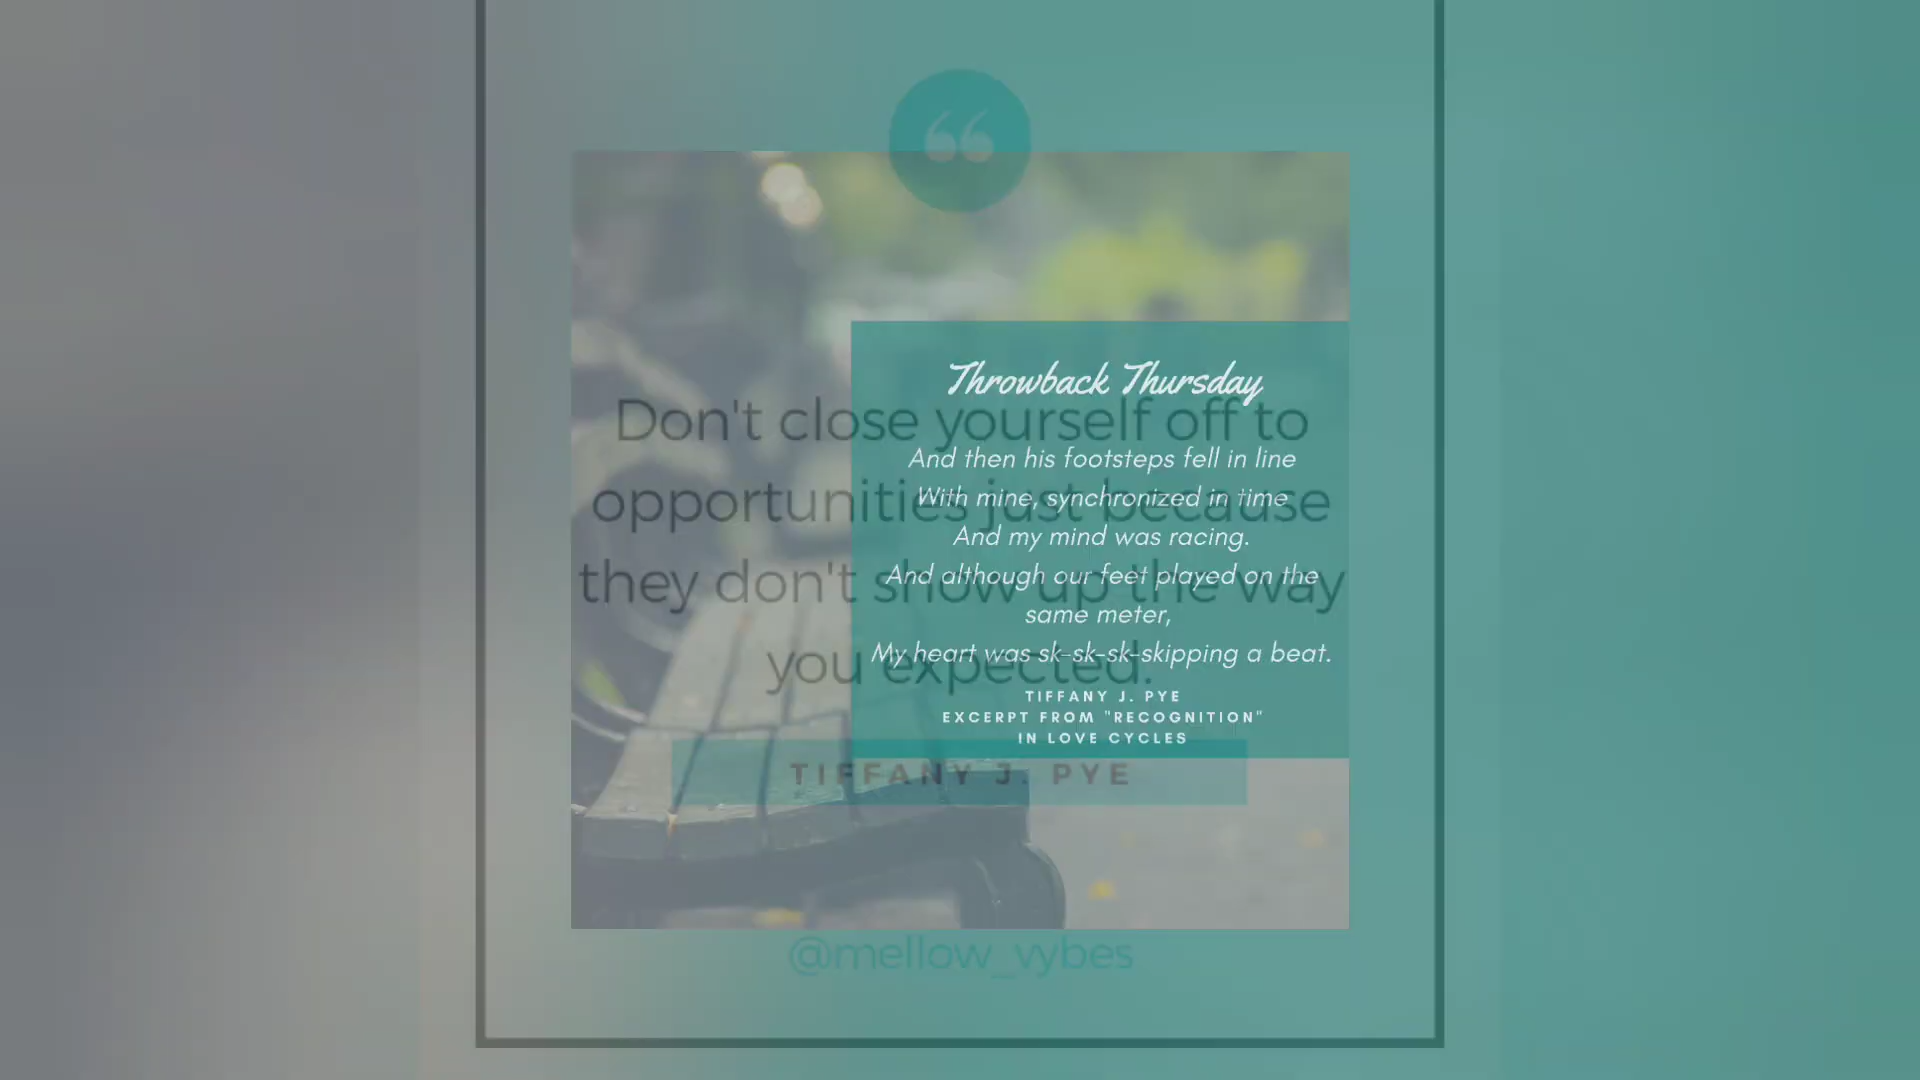 Throwback Thursday
And then his footsteps fell in line
With mine, synchronized in time
And my mind was racing.
And although our feet played on the
same meter,
My heart was sk-sk-sk-skipping a beat.
TIFFANY J. PYE
EXCERPT FROM "RECOGNITION"
IN LOVE CYCLES
Don't close yourself off to
opportunities just because
they don't show up the way
you expected.
TIFFANY J. PYE
@mellow_vybes